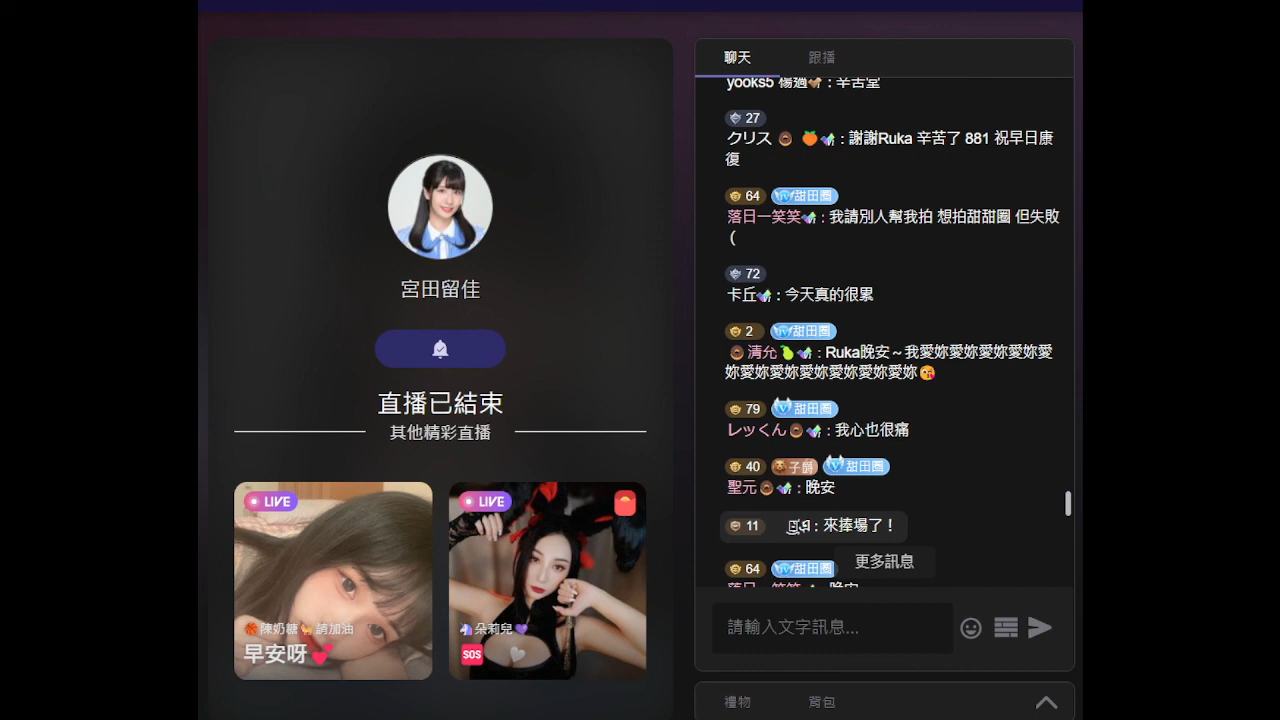 宮田留佳
直播已結束
其他精彩直播
LIVE
陳奶糖 請加油
早安呀
LIVE
朵莉兒
SOS
聊天 跟播
yooks5 楊過 : 辛苦堂
27
クリス : 謝謝Ruka 辛苦了 881 祝早日康
復
64 甜田圈
落日一笑笑 : 我請別人幫我拍 想拍甜甜圈 但失敗
(
72
卡丘 : 今天真的很累
2 甜田圈
清允 : Ruka晚安～我愛妳愛妳愛妳愛妳愛
妳愛妳愛妳愛妳愛妳愛妳愛妳
79 甜田圈
レッくん : 我心也很痛
40 子爵 甜田圈
聖元 : 晚安
11 : 來捧場了！
64 甜田圈
更多訊息
落日一笑笑 : 晚安
請輸入文字訊息...
禮物 背包